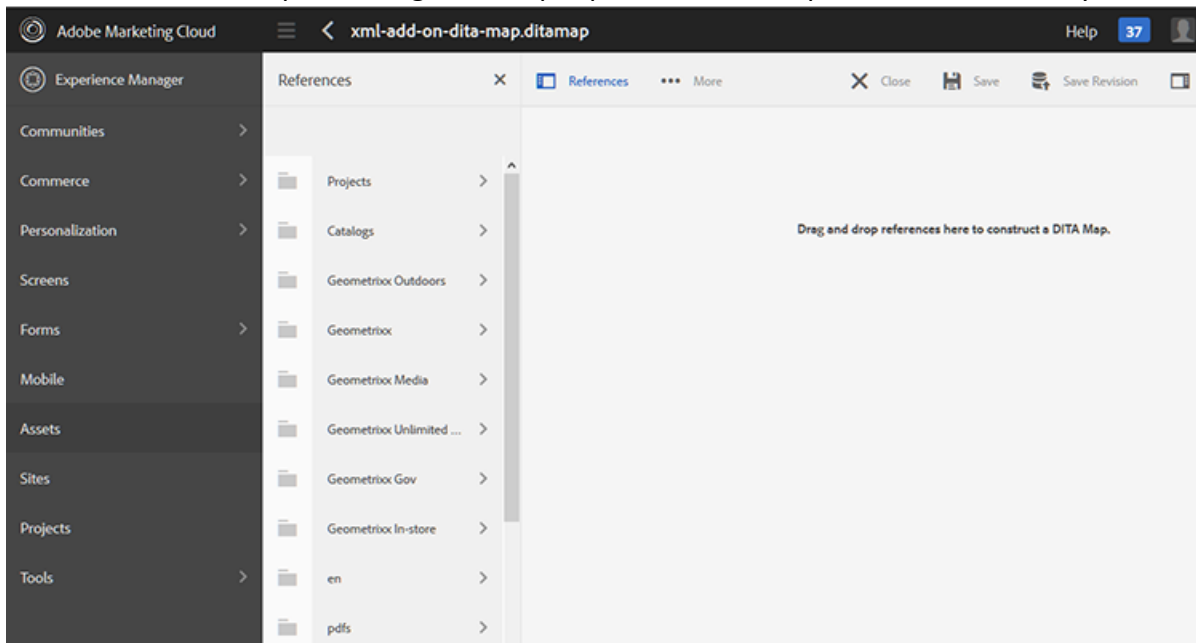 Adobe Marketing Cloud
xml-add-on-dita-map.ditamap
Help 37
Experience Manager
References
References
More
Close
Save
Save Revision
Communities
Commerce
Personalization
Screens
Forms
Mobile
Assets
Sites
Projects
Tools
Projects
Catalogs
Geometrixx Outdoors
Geometrixx
Geometrixx Media
Geometrixx Unlimited ...
Geometrixx Gov
Geometrixx In-store
en
pdfs
Drag and drop references here to construct a DITA Map.